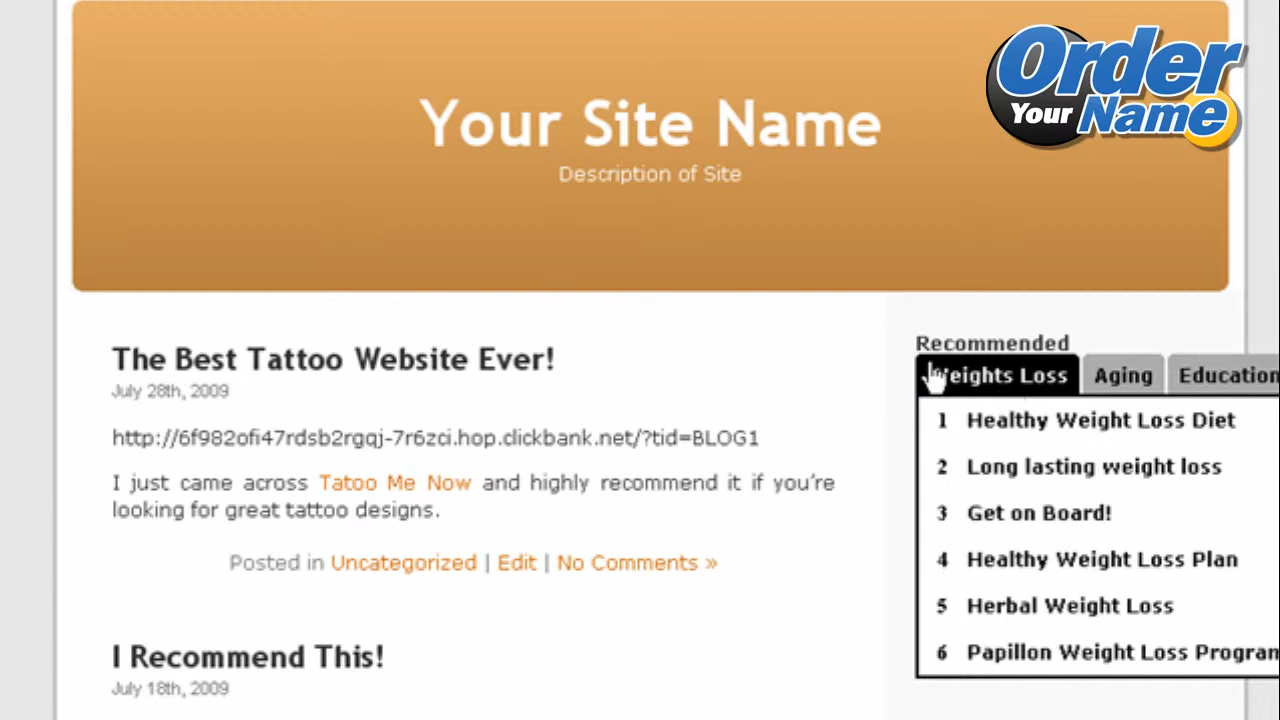 Order
Your Name
Your Site Name
Description of Site
The Best Tattoo Website Ever!
July 28th, 2009
http://6f982ofi47rdsb2rgqj-7r6zci.hop.clickbank.net/?tid=BLOG1
I just came across Tatoo Me Now and highly recommend it if you’re
looking for great tattoo designs.
Posted in Uncategorized | Edit | No Comments »
I Recommend This!
July 18th, 2009
Recommended
Weights Loss Aging Education
1 Healthy Weight Loss Diet
2 Long lasting weight loss
3 Get on Board!
4 Healthy Weight Loss Plan
5 Herbal Weight Loss
6 Papillon Weight Loss Program